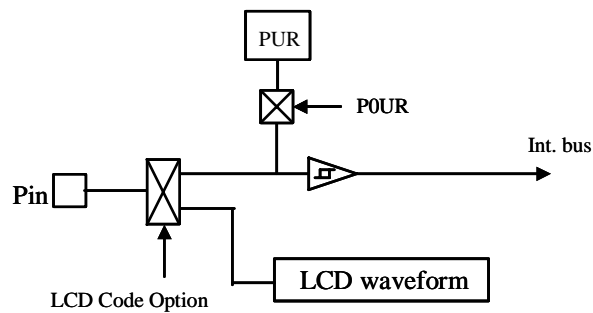 PUR
P0UR
Int. bus
Pin
LCD waveform
LCD Code Option